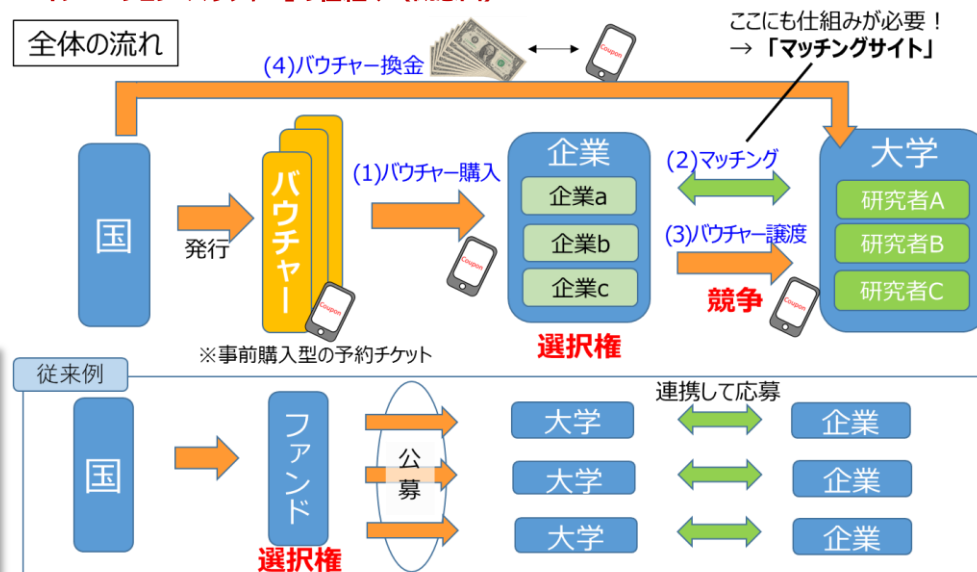 全体の流れ
(4)バウチャー換金
ここにも仕組みが必要！
→ 「マッチングサイト」
国
発行
バウチャー
(1)バウチャー購入
企業
企業a
企業b
企業c
選択権
(2)マッチング
(3)バウチャー譲渡
競争
大学
研究者A
研究者B
研究者C
Coupon
Coupon
Coupon
Coupon
※事前購入型の予約チケット
従来例
国
ファンド
選択権
公募
連携して応募
大学
企業
大学
企業
大学
企業